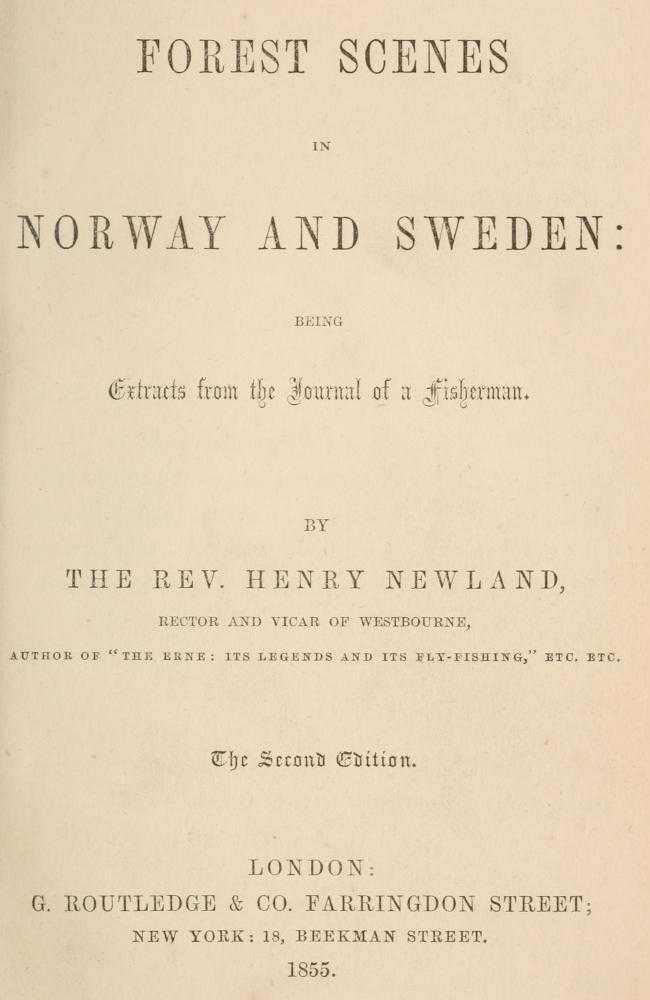 FOREST SCENES
IN
NORWAY AND SWEDEN:
BEING
Extracts from the Journal of a Fisherman.
BY
THE REV. HENRY NEWLAND,
RECTOR AND VICAR OF WESTBOURNE,
AUTHOR OF "THE ERNE: ITS LEGENDS AND ITS FLY-FISHING," ETC. ETC.
The Second Edition.
LONDON:
G. ROUTLEDGE & CO. FARRINGDON STREET;
NEW YORK: 18, BEEKMAN STREET.
1855.